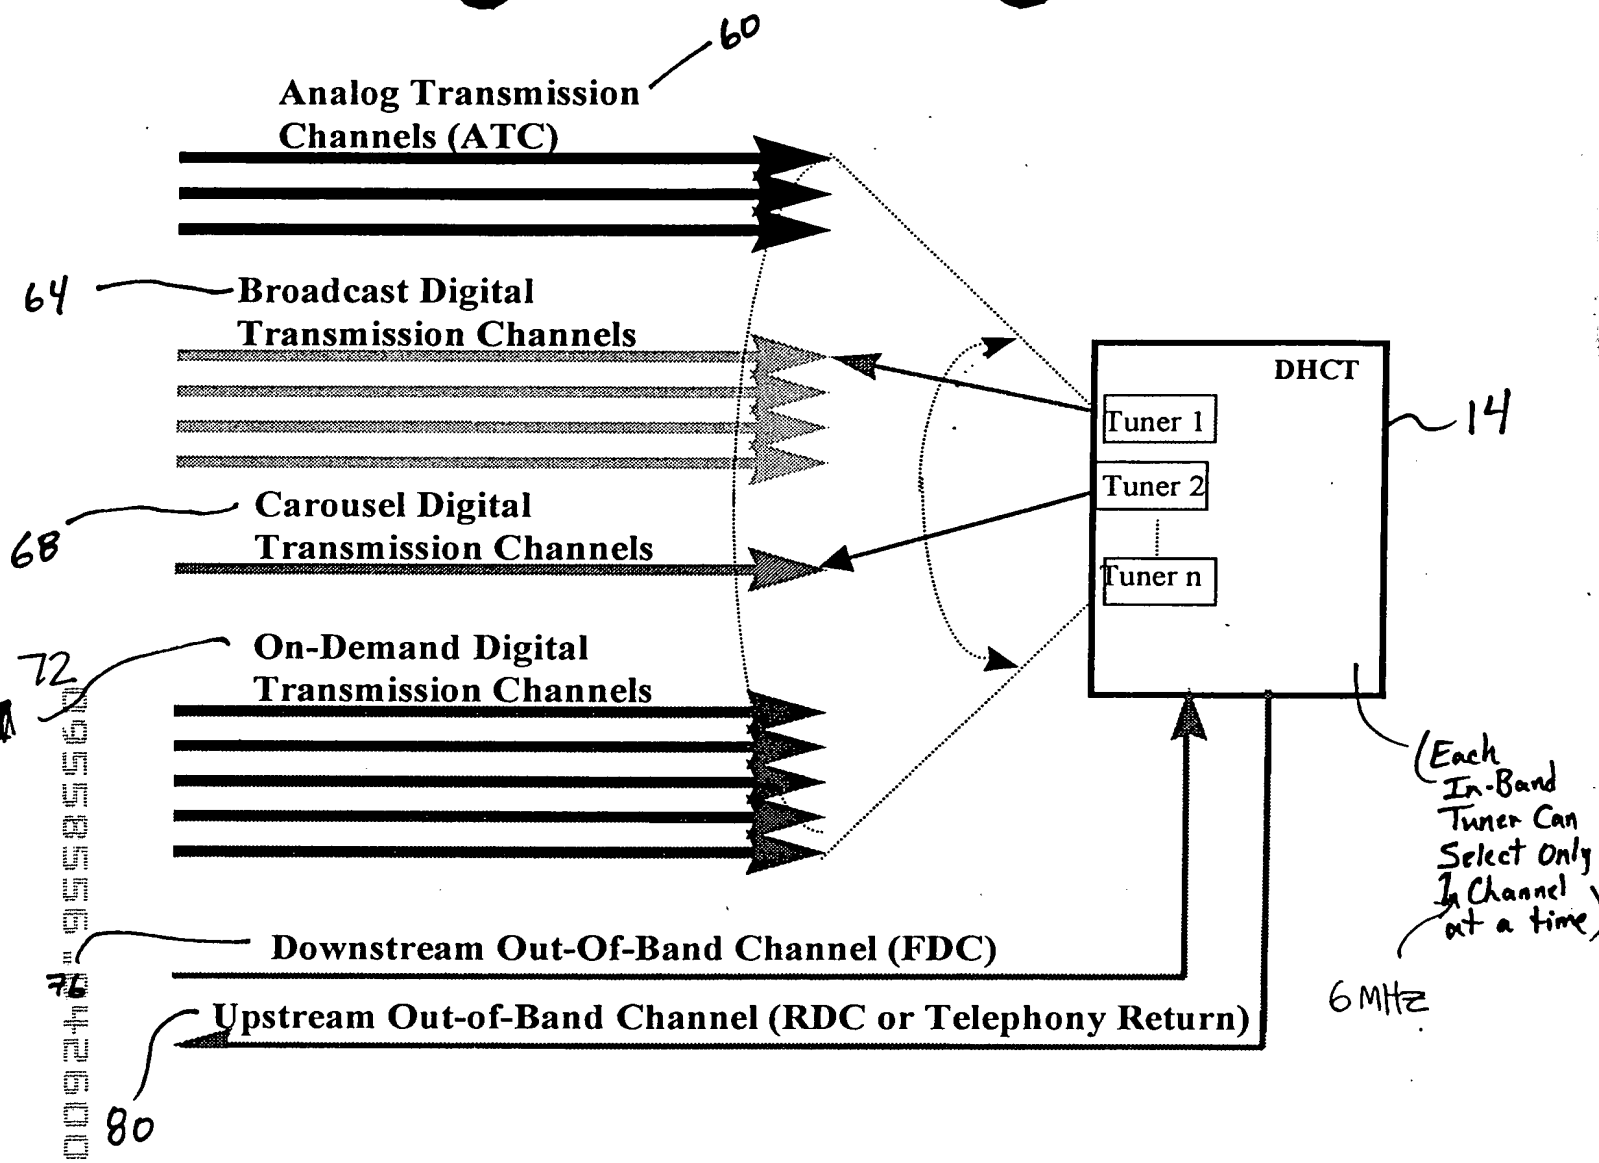 60
Analog Transmission
Channels (ATC)
64
Broadcast Digital
Transmission Channels
DHCT
Tuner 1
14
Tuner 2
Carousel Digital
Transmission Channels
68
Tuner n
On-Demand Digital
Transmission Channels
72
(Each
In-Band
Tuner Can
Select Only
Channel
at a time)
6 MHz
Downstream Out-Of-Band Channel (FDC)
76
Upstream Out-of-Band Channel (RDC or Telephony Return)
80
09558556 . 042600